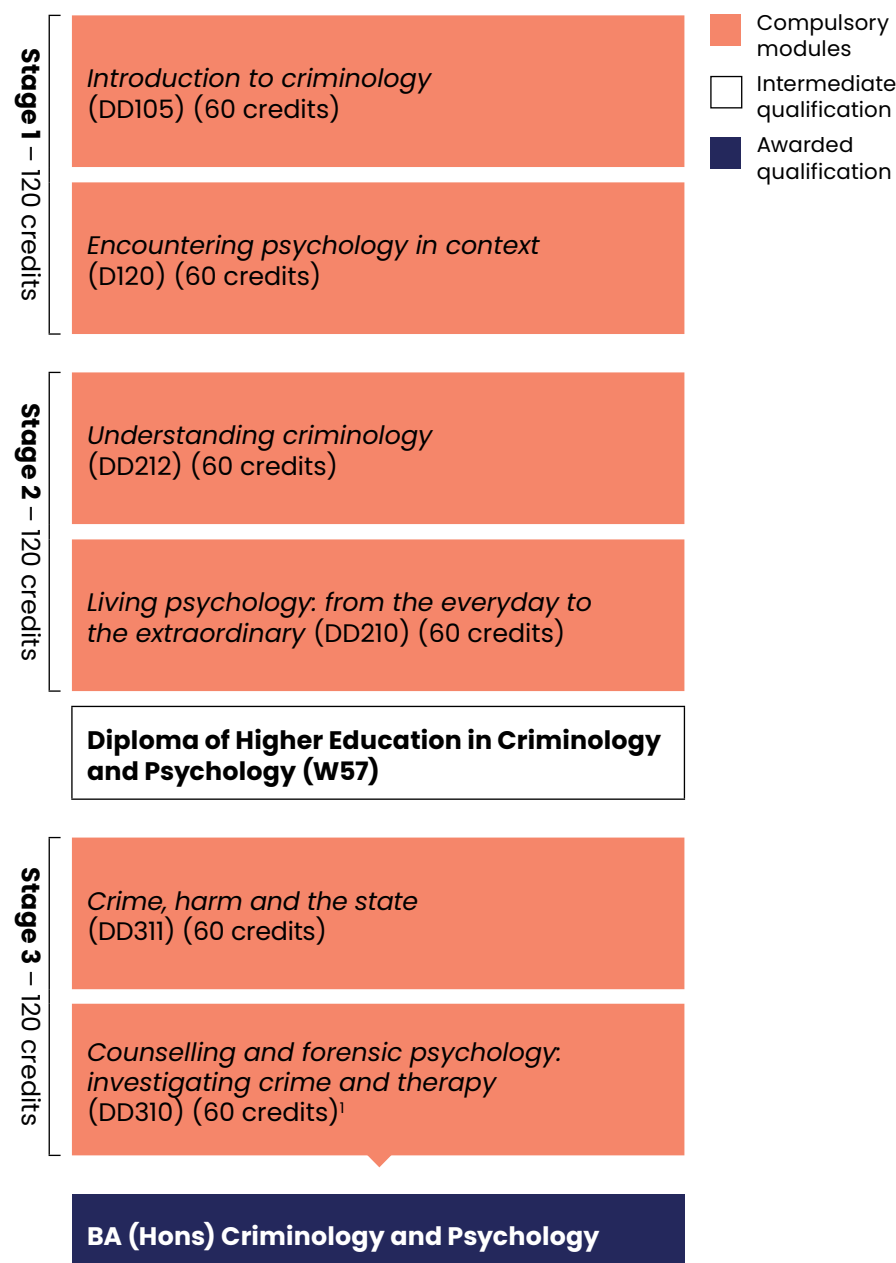 Stage 1 – 120 credits
Introduction to criminology
(DD105) (60 credits)
Encountering psychology in context
(D120) (60 credits)
Stage 2 – 120 credits
Understanding criminology
(DD212) (60 credits)
Living psychology: from the everyday to
the extraordinary (DD210) (60 credits)
Diploma of Higher Education in Criminology
and Psychology (W57)
Stage 3 – 120 credits
Crime, harm and the state
(DD311) (60 credits)
Counselling and forensic psychology:
investigating crime and therapy
(DD310) (60 credits)¹
BA (Hons) Criminology and Psychology
Compulsory
modules
Intermediate
qualification
Awarded
qualification